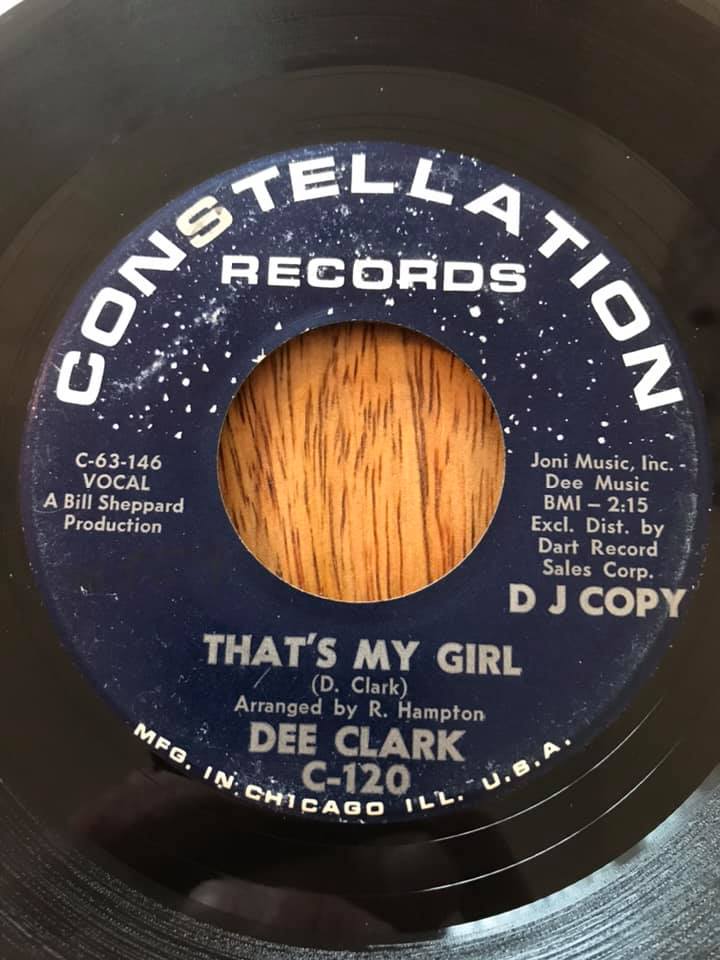 CONSTELLATION
RECORDS
C-63-146
VOCAL
A Bill Sheppard
Production
Joni Music, Inc. -
Dee Music
BMI – 2:15
Excl. Dist. by
Dart Record
Sales Corp.
D J COPY
THAT'S MY GIRL
(D. Clark)
Arranged by R. Hampton
DEE CLARK
C-120
MFG. IN CHICAGO ILL. U.S.A.